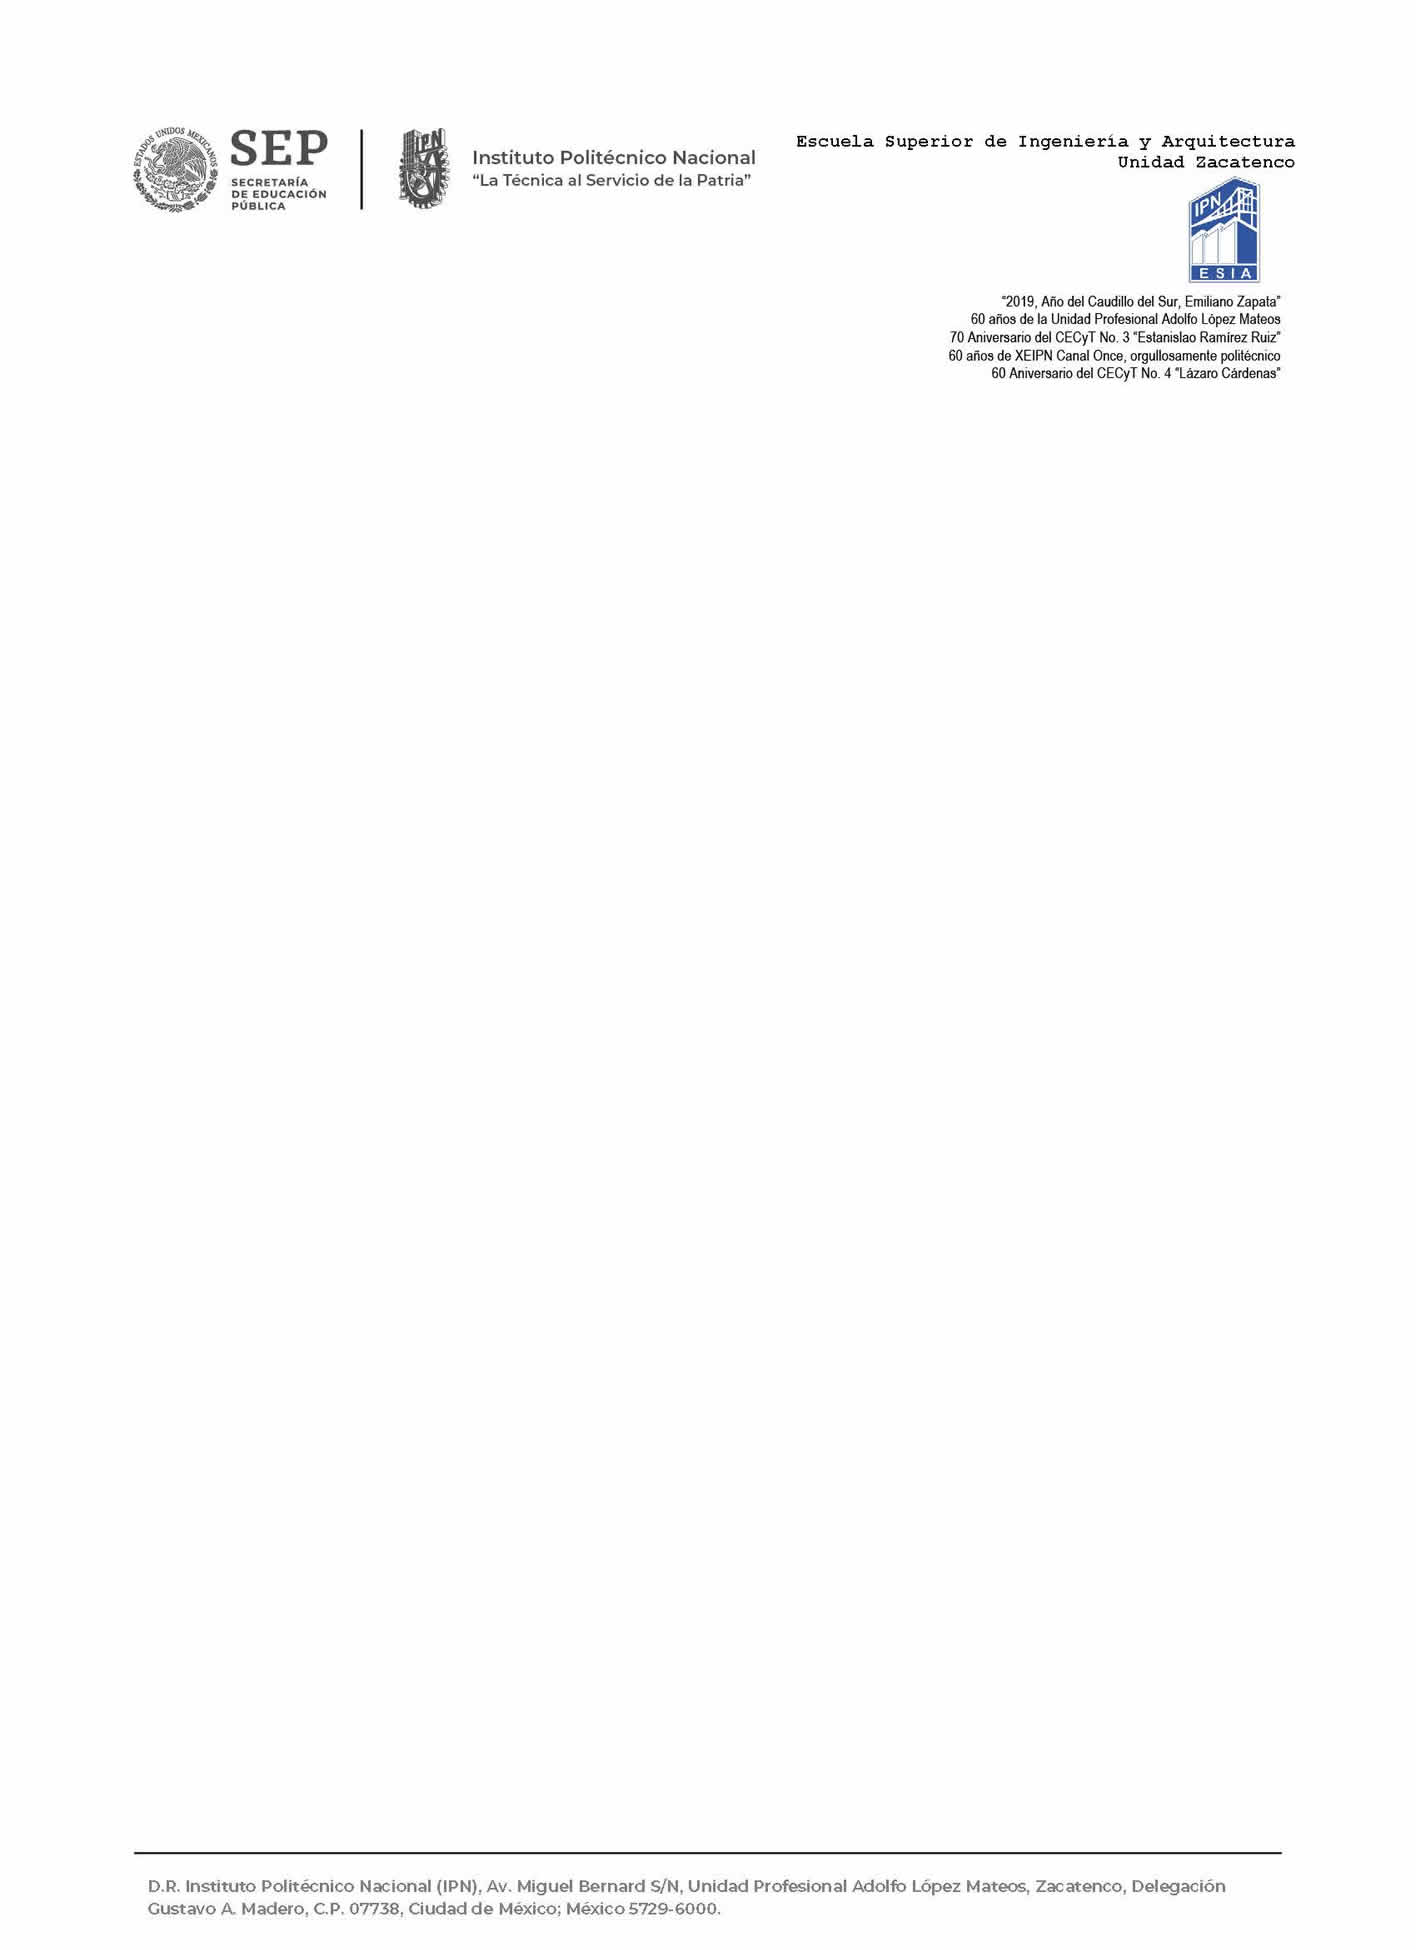 ESTADOS UNIDOS MEXICANOS
SEP
SECRETARÍA
DE EDUCACIÓN
PÚBLICA
IPN
Instituto Politécnico Nacional
“La Técnica al Servicio de la Patria”
Escuela Superior de Ingeniería y Arquitectura
Unidad Zacatenco
IPN
ESIA
“2019, Año del Caudillo del Sur, Emiliano Zapata”
60 años de la Unidad Profesional Adolfo López Mateos
70 Aniversario del CECyT No. 3 “Estanislao Ramírez Ruiz”
60 años de XEIPN Canal Once, orgullosamente politécnico
60 Aniversario del CECyT No. 4 “Lázaro Cárdenas”
D.R. Instituto Politécnico Nacional (IPN), Av. Miguel Bernard S/N, Unidad Profesional Adolfo López Mateos, Zacatenco, Delegación
Gustavo A. Madero, C.P. 07738, Ciudad de México; México 5729-6000.